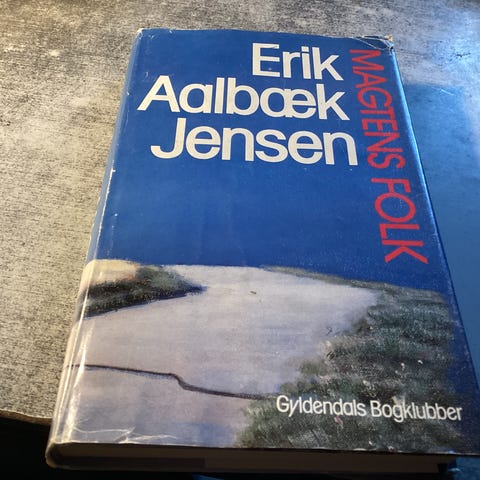 Erik
Aalbæk
Jensen
MAGTENS FOLK
Gyldendals Bogklubber